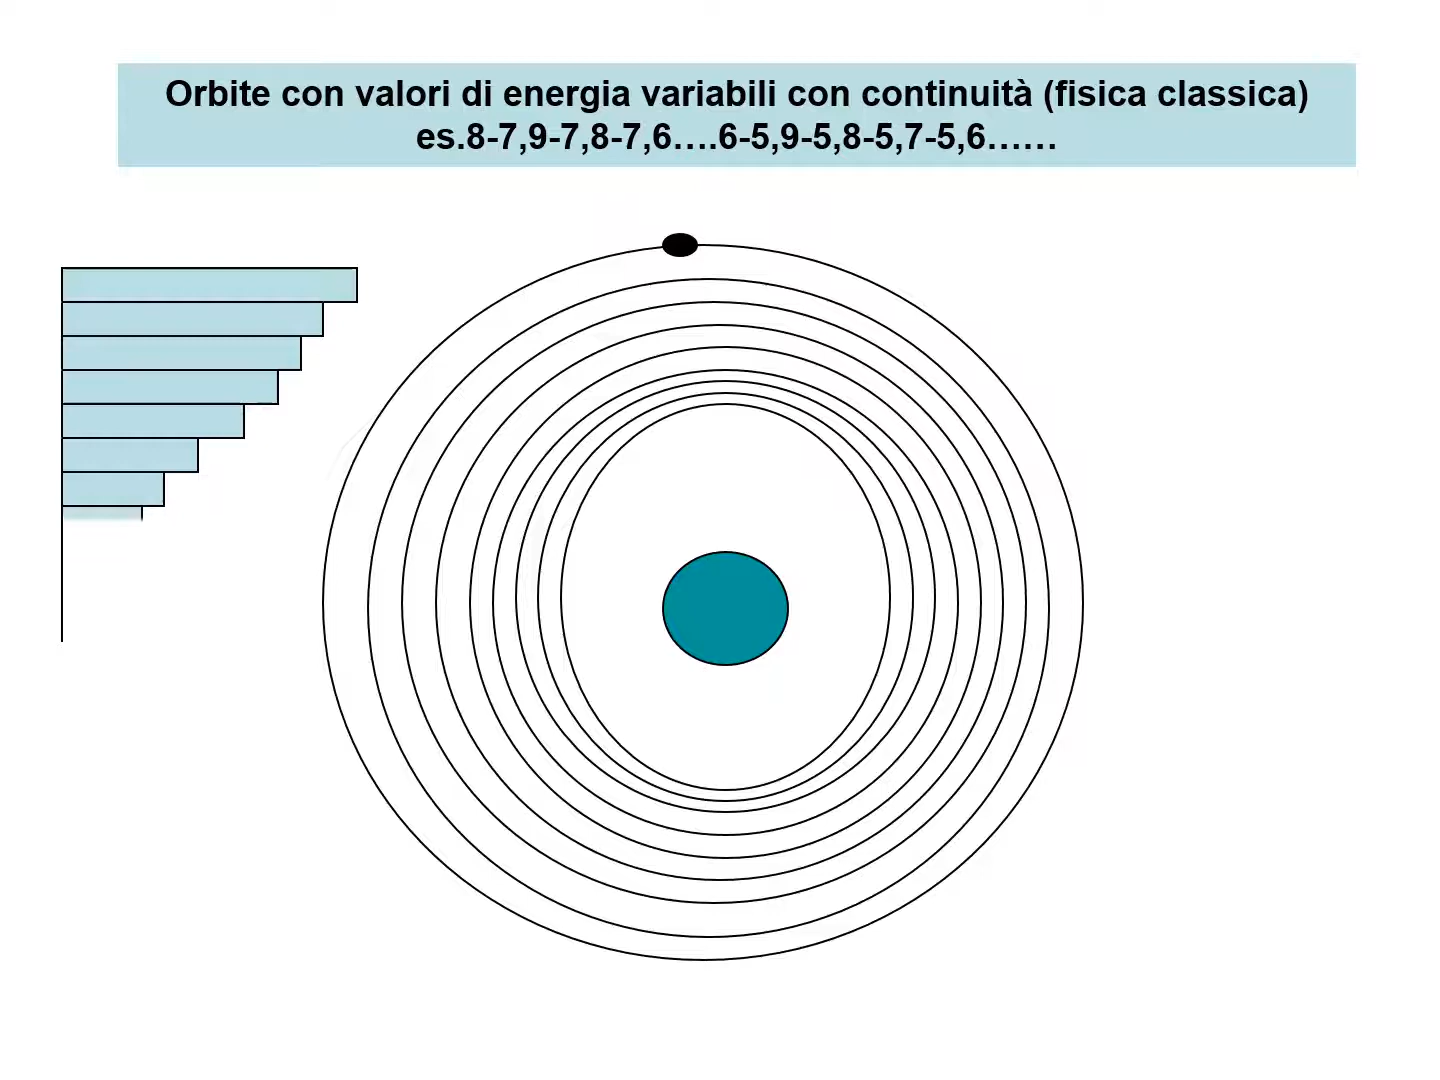 Orbite con valori di energia variabili con continuità (fisica classica)
es.8-7,9-7,8-7,6….6-5,9-5,8-5,7-5,6……